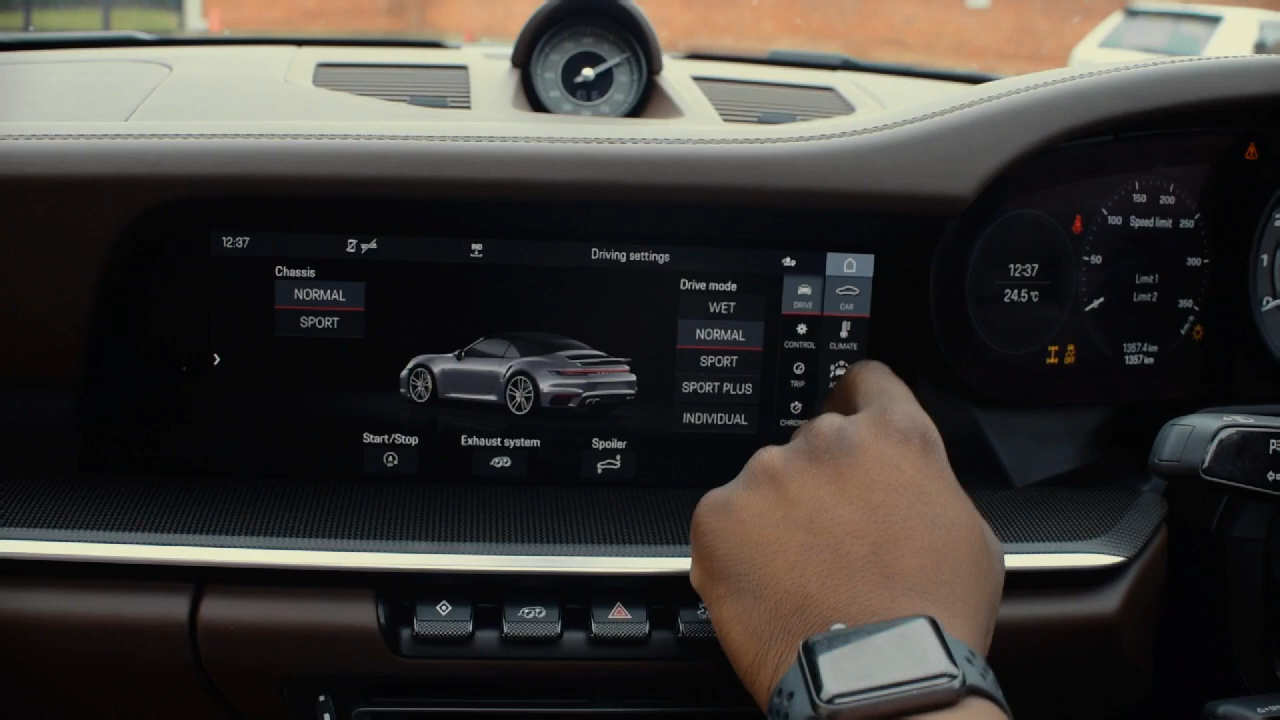 12:37
Driving settings
Chassis
NORMAL
SPORT
Drive mode
WET
NORMAL
SPORT
SPORT PLUS
INDIVIDUAL
Start/Stop
Exhaust system
Spoiler
DRIVE
CAR
CONTROL
CLIMATE
TRIP
12:37
24.5 °C
50
100
150
200
250
300
350
Speed limit
Limit 1
Limit 2
1357.4 km
1357 km
OFF
1
P